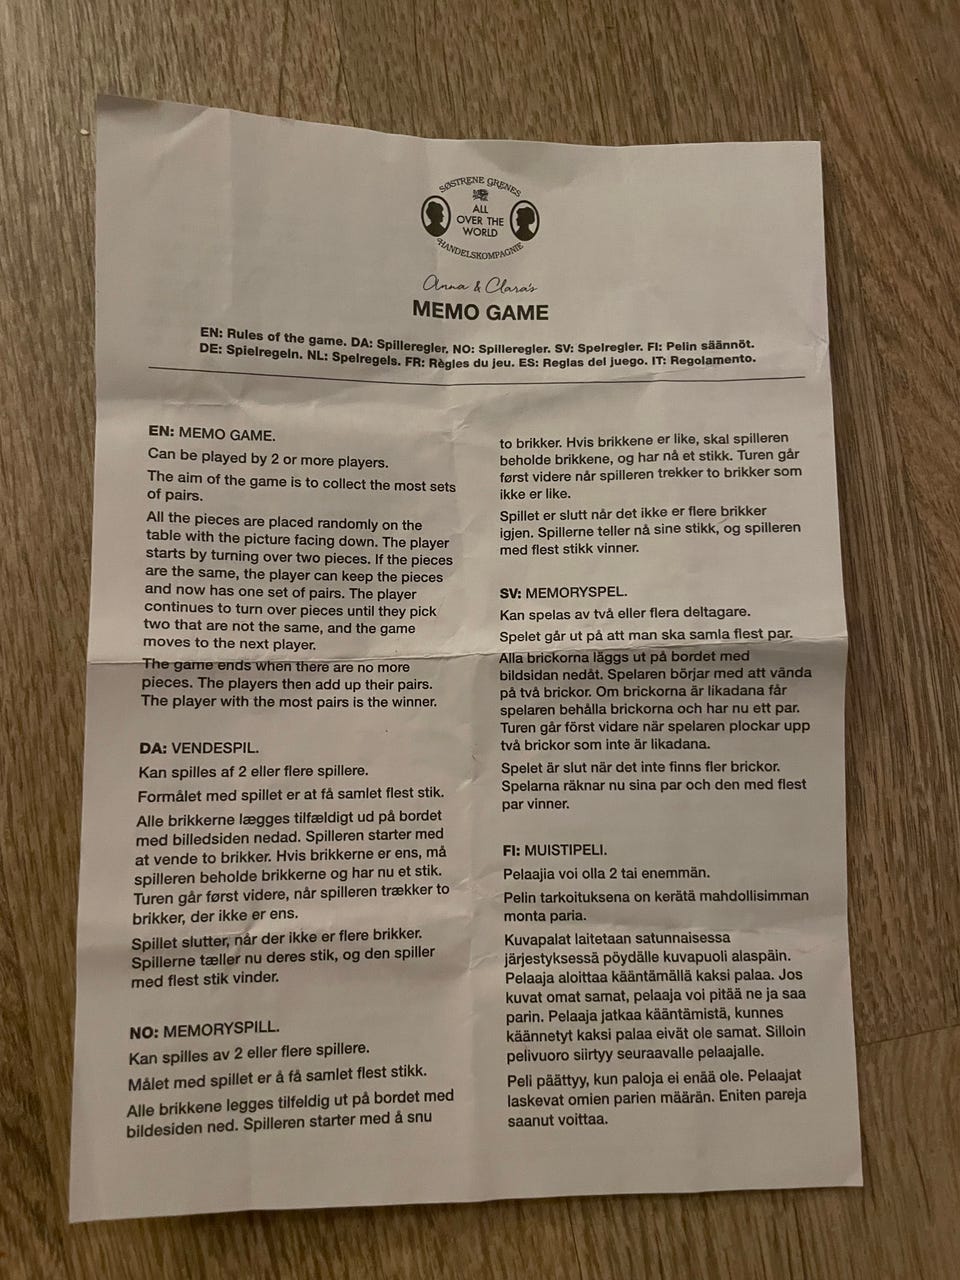 SØSTRENE GRENES
ALL
OVER THE
WORLD
HANDELSKOMPAGNIE
Anna & Clara's
MEMO GAME
EN: Rules of the game. DA: Spilleregler. NO: Spilleregler. SV: Spelregler. FI: Pelin säännöt.
DE: Spielregeln. NL: Spelregels. FR: Règles du jeu. ES: Reglas del juego. IT: Regolamento.
EN: MEMO GAME.
Can be played by 2 or more players.
The aim of the game is to collect the most sets
of pairs.
All the pieces are placed randomly on the
table with the picture facing down. The player
starts by turning over two pieces. If the pieces
are the same, the player can keep the pieces
and now has one set of pairs. The player
continues to turn over pieces until they pick
two that are not the same, and the game
moves to the next player.
The game ends when there are no more
pieces. The players then add up their pairs.
The player with the most pairs is the winner.
DA: VENDESPIL.
Kan spilles af 2 eller flere spillere.
Formålet med spillet er at få samlet flest stik.
Alle brikkerne lægges tilfældigt ud på bordet
med billedsiden nedad. Spilleren starter med
at vende to brikker. Hvis brikkerne er ens, må
spilleren beholde brikkerne og har nu et stik.
Turen går først videre, når spilleren trækker to
brikker, der ikke er ens.
Spillet slutter, når der ikke er flere brikker.
Spillerne tæller nu deres stik, og den spiller
med flest stik vinder.
NO: MEMORYSPILL.
Kan spilles av 2 eller flere spillere.
Målet med spillet er å få samlet flest stikk.
Alle brikkene legges tilfeldig ut på bordet med
bildesiden ned. Spilleren starter med å snu
to brikker. Hvis brikkene er like, skal spilleren
beholde brikkene, og har nå et stikk. Turen går
først videre når spilleren trekker to brikker som
ikke er like.
Spillet er slutt når det ikke er flere brikker
igjen. Spillerne teller nå sine stikk, og spilleren
med flest stikk vinner.
SV: MEMORYSPEL.
Kan spelas av två eller flera deltagare.
Spelet går ut på att man ska samla flest par.
Alla brickorna läggs ut på bordet med
bildsidan nedåt. Spelaren börjar med att vända
på två brickor. Om brickorna är likadana får
spelaren behålla brickorna och har nu ett par.
Turen går först vidare när spelaren plockar upp
två brickor som inte är likadana.
Spelet är slut när det inte finns fler brickor.
Spelarna räknar nu sina par och den med flest
par vinner.
FI: MUISTIPELI.
Pelaajia voi olla 2 tai enemmän.
Pelin tarkoituksena on kerätä mahdollisimman
monta paria.
Kuvapalat laitetaan satunnaisessa
järjestyksessä pöydälle kuvapuoli alaspäin.
Pelaaja aloittaa kääntämällä kaksi palaa. Jos
kuvat omat samat, pelaaja voi pitää ne ja saa
parin. Pelaaja jatkaa kääntämistä, kunnes
käännetyt kaksi palaa eivät ole samat. Silloin
pelivuoro siirtyy seuraavalle pelaajalle.
Peli päättyy, kun paloja ei enää ole. Pelaajat
laskevat omien parien määrän. Eniten pareja
saanut voittaa.